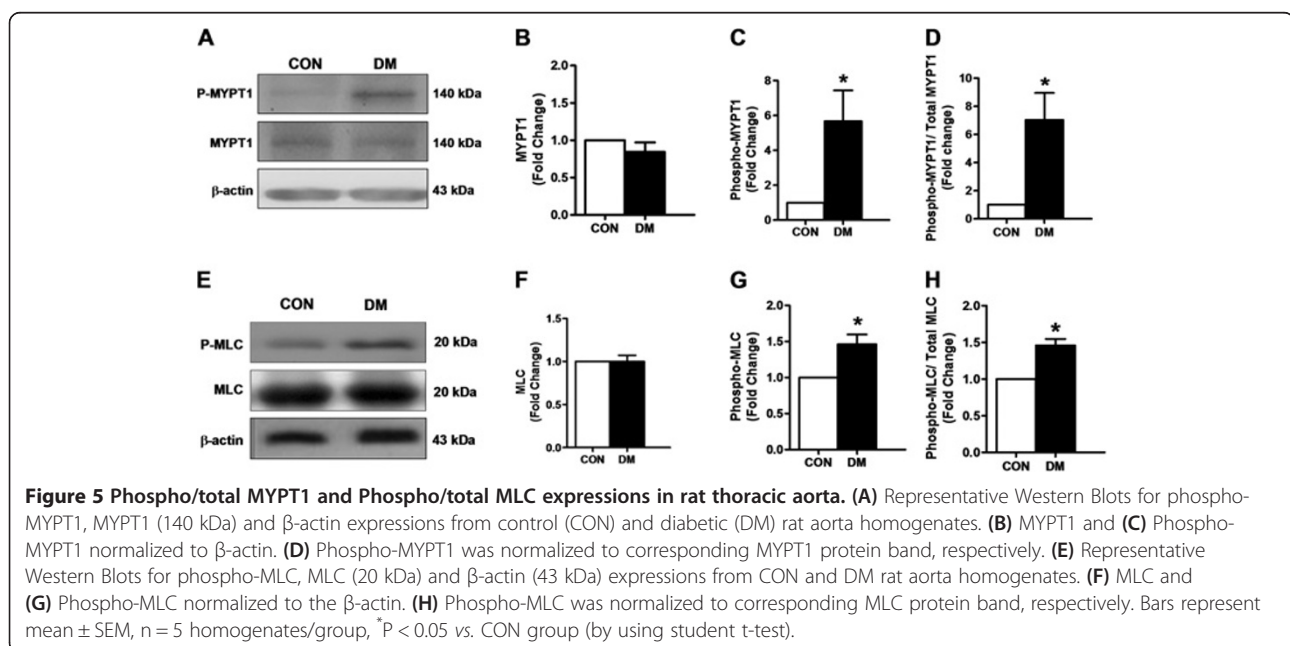 A
CON DM
P-MYPT1 140 kDa
MYPT1 140 kDa
β-actin 43 kDa
B
MYPT1
(Fold Change)
2.0
1.5
1.0
0.5
0.0
CON DM
C
Phospho-MYPT1
(Fold Change)
8
6
4
2
0
*
CON DM
D
Phospho-MYPT1/ Total MYPT1
(Fold change)
10
8
6
4
2
0
*
CON DM
E
CON DM
P-MLC 20 kDa
MLC 20 kDa
β-actin 43 kDa
F
MLC
(Fold Change)
1.5
1.0
0.5
0.0
CON DM
G
Phospho-MLC
(Fold Change)
2.0
1.5
1.0
0.5
0.0
*
CON DM
H
Phospho-MLC/ Total MLC
(Fold Change)
2.0
1.5
1.0
0.5
0.0
*
CON DM
Figure 5 Phospho/total MYPT1 and Phospho/total MLC expressions in rat thoracic aorta. (A) Representative Western Blots for phospho-
MYPT1, MYPT1 (140 kDa) and β-actin expressions from control (CON) and diabetic (DM) rat aorta homogenates. (B) MYPT1 and (C) Phospho-
MYPT1 normalized to β-actin. (D) Phospho-MYPT1 was normalized to corresponding MYPT1 protein band, respectively. (E) Representative
Western Blots for phospho-MLC, MLC (20 kDa) and β-actin (43 kDa) expressions from CON and DM rat aorta homogenates. (F) MLC and
(G) Phospho-MLC normalized to the β-actin. (H) Phospho-MLC was normalized to corresponding MLC protein band, respectively. Bars represent
mean ± SEM, n = 5 homogenates/group, *P < 0.05 vs. CON group (by using student t-test).